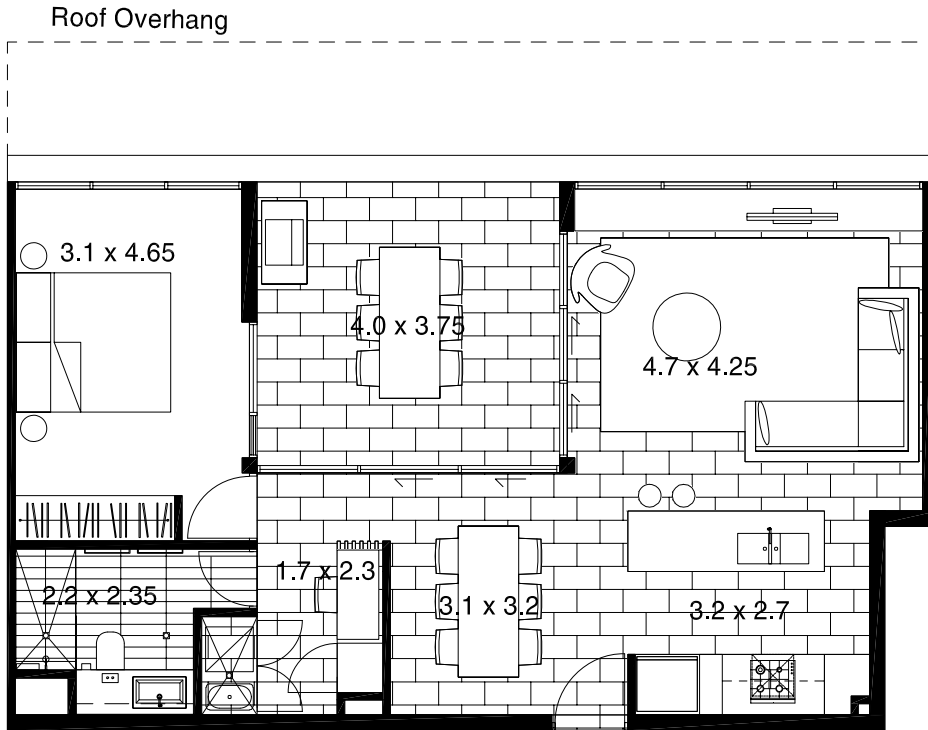 Roof Overhang
3.1 x 4.65
4.0 x 3.75
4.7 x 4.25
1.7 x 2.3
2.2 x 2.35
3.1 x 3.2
3.2 x 2.7